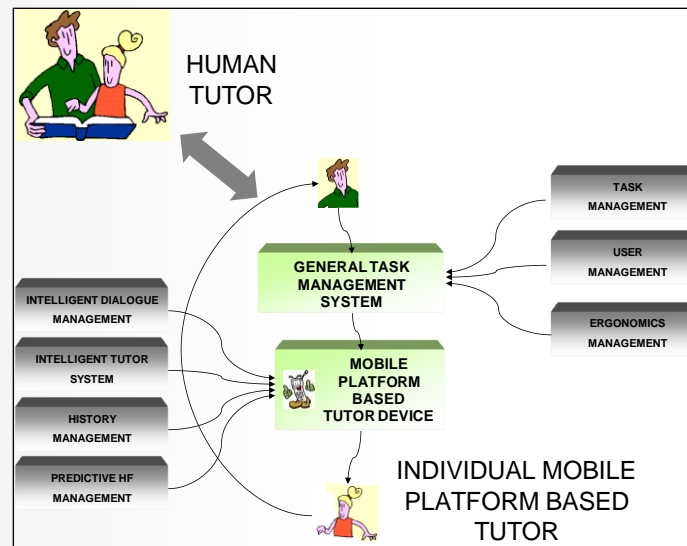 HUMAN
TUTOR
TASK
MANAGEMENT
GENERAL TASK
MANAGEMENT
SYSTEM
USER
MANAGEMENT
INTELLIGENT DIALOGUE
MANAGEMENT
ERGONOMICS
MANAGEMENT
INTELLIGENT TUTOR
SYSTEM
MOBILE
PLATFORM
BASED
TUTOR DEVICE
HISTORY
MANAGEMENT
PREDICTIVE HF
MANAGEMENT
INDIVIDUAL MOBILE
PLATFORM BASED
TUTOR